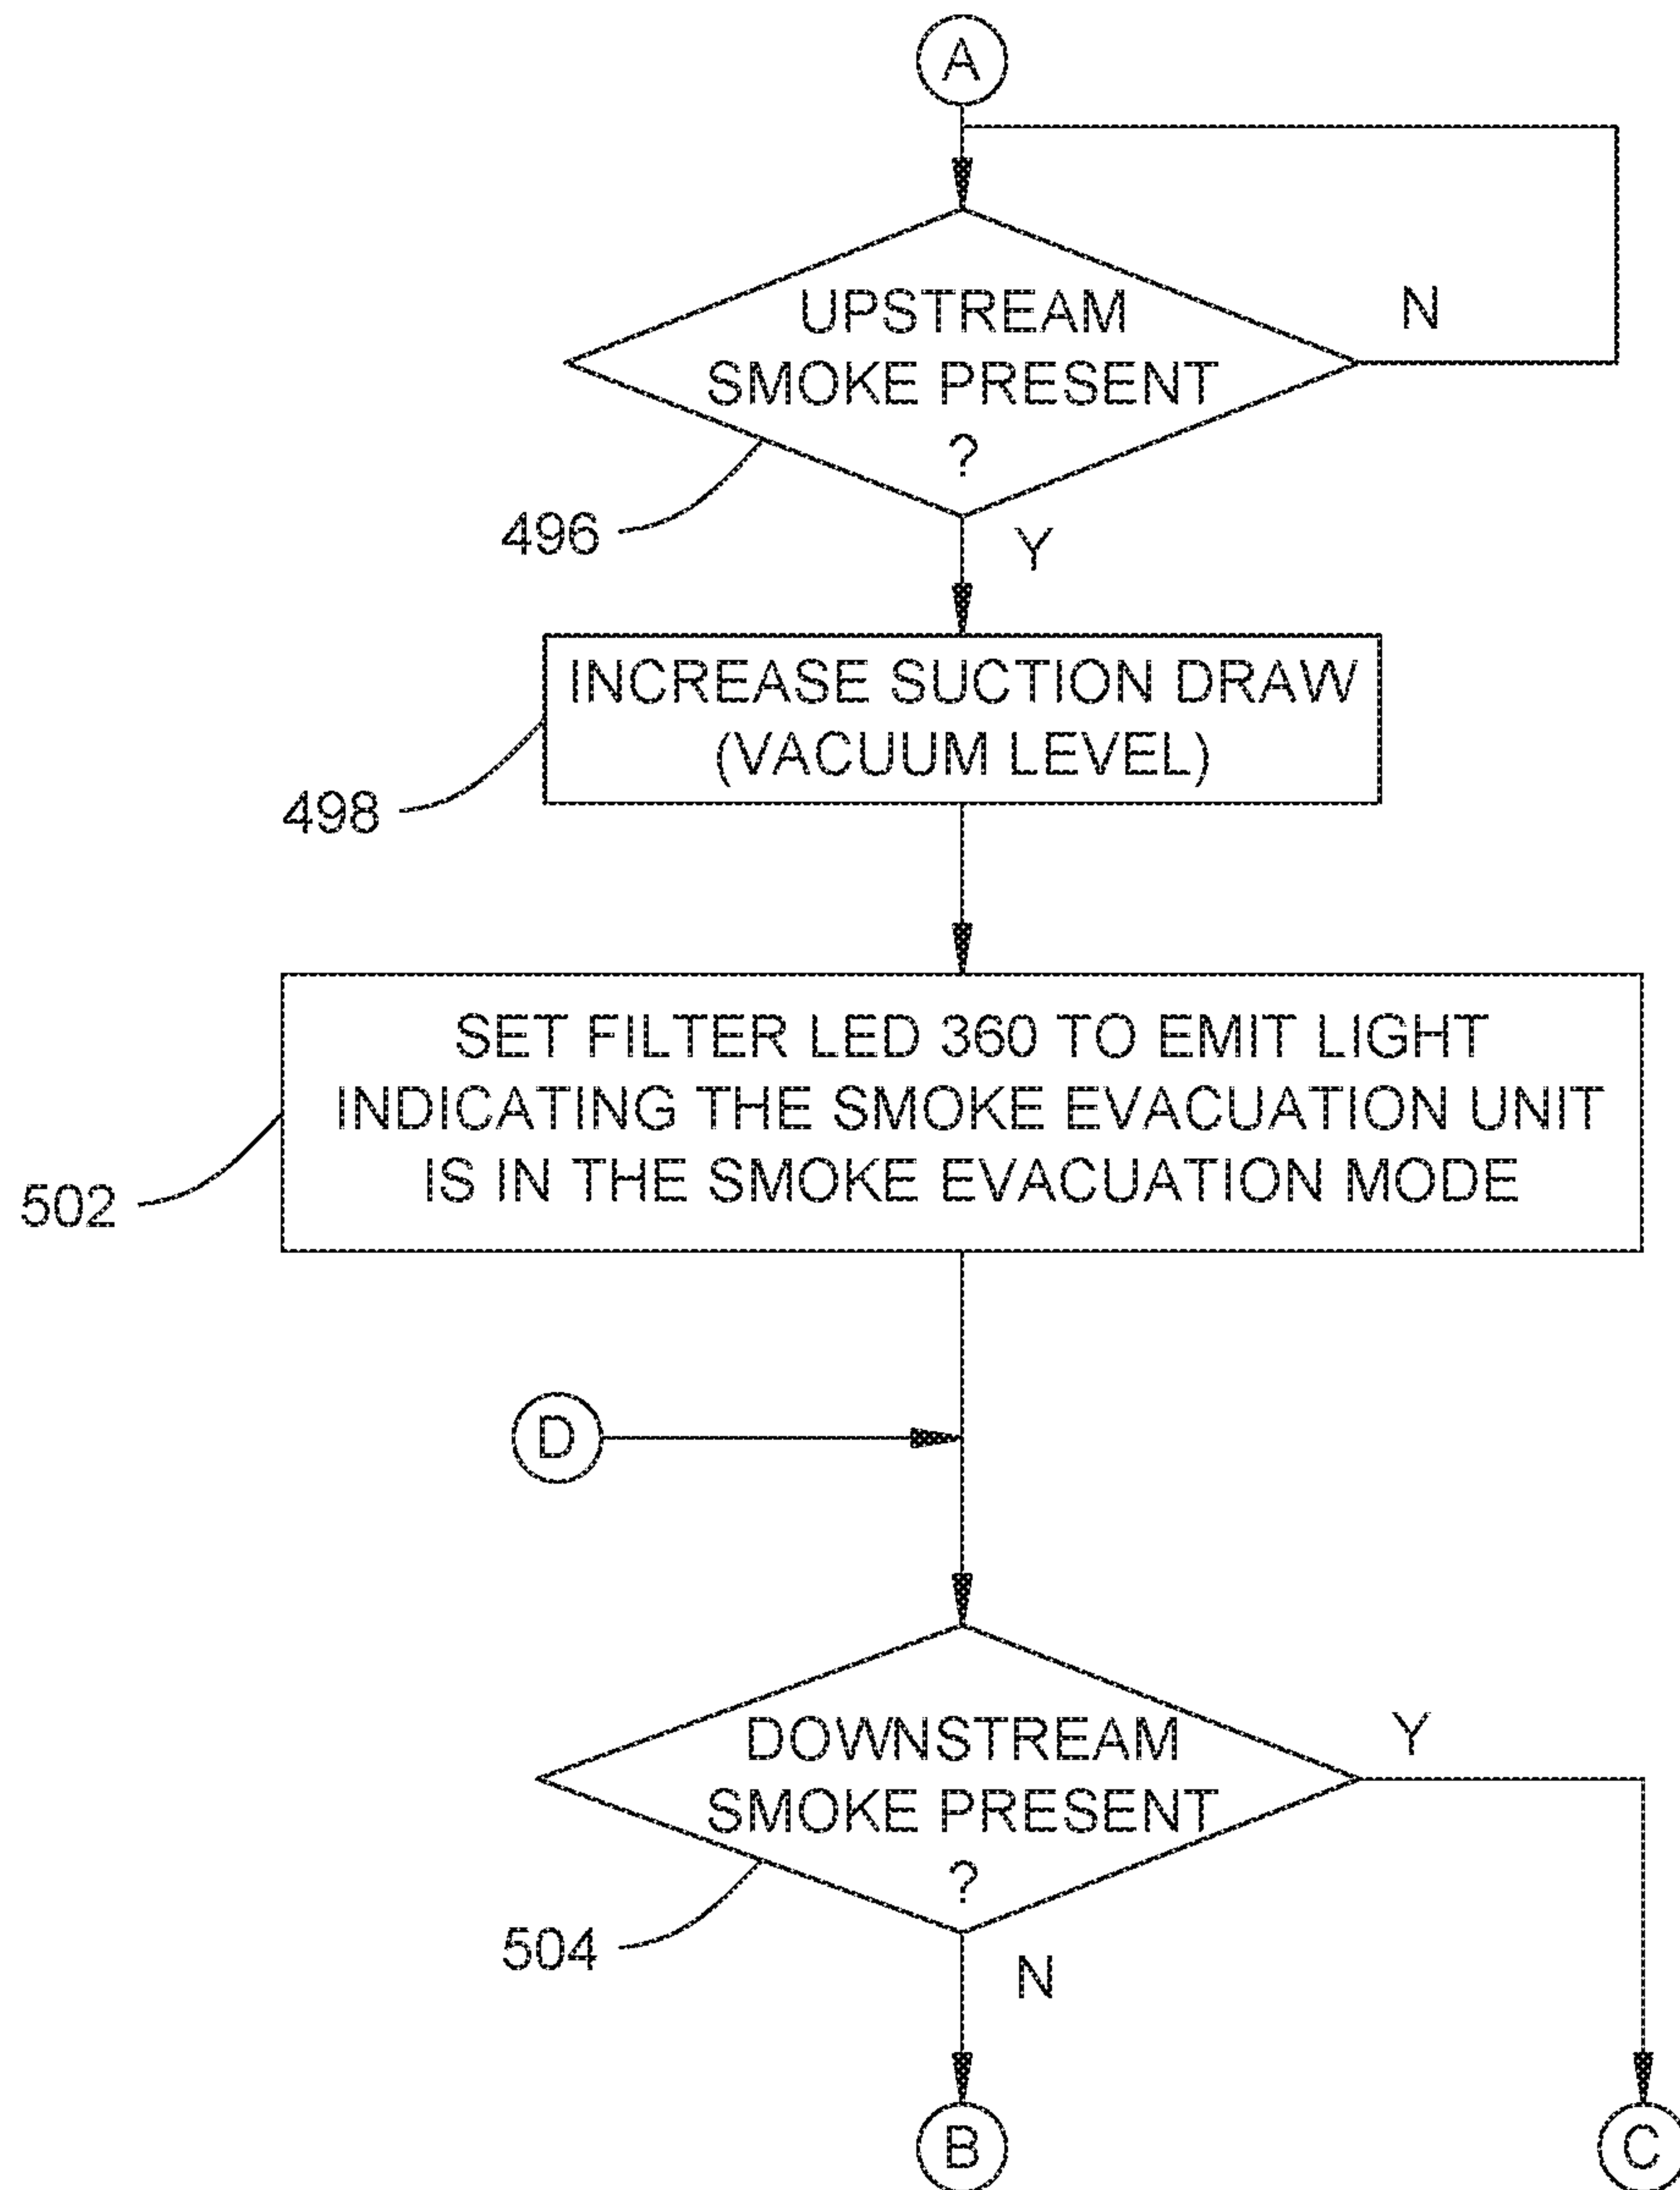 A
UPSTREAM
SMOKE PRESENT
?
N
496
Y
INCREASE SUCTION DRAW
(VACUUM LEVEL)
498
SET FILTER LED 360 TO EMIT LIGHT
INDICATING THE SMOKE EVACUATION UNIT
IS IN THE SMOKE EVACUATION MODE
502
D
DOWNSTREAM
SMOKE PRESENT
?
Y
504
N
B
C